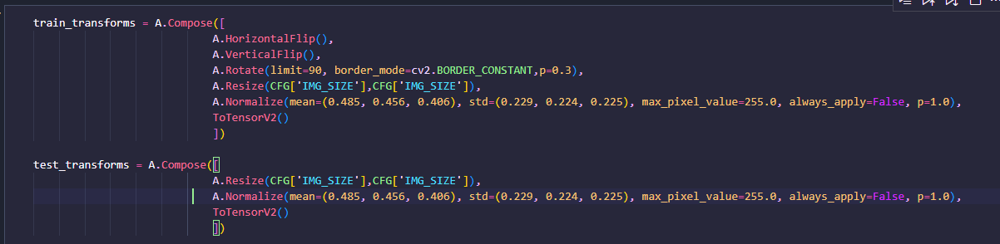 train_transforms = A.Compose([
A.HorizontalFlip(),
A.VerticalFlip(),
A.Rotate(limit=90, border_mode=cv2.BORDER_CONSTANT,p=0.3),
A.Resize(CFG['IMG_SIZE'],CFG['IMG_SIZE']),
A.Normalize(mean=(0.485, 0.456, 0.406), std=(0.229, 0.224, 0.225), max_pixel_value=255.0, always_apply=False, p=1.0),
ToTensorV2()
])
test_transforms = A.Compose([
A.Resize(CFG['IMG_SIZE'],CFG['IMG_SIZE']),
A.Normalize(mean=(0.485, 0.456, 0.406), std=(0.229, 0.224, 0.225), max_pixel_value=255.0, always_apply=False, p=1.0),
ToTensorV2()
])